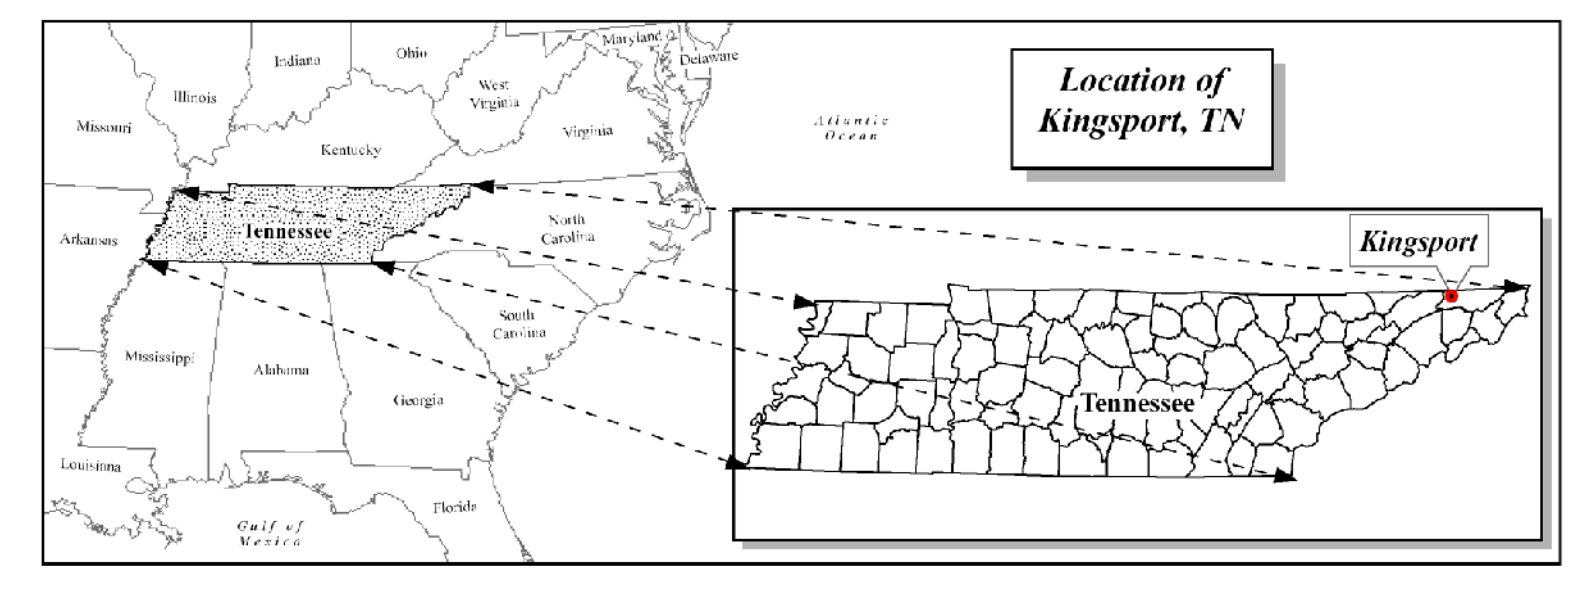 Location of
Kingsport, TN
Maryland
Ohio
Delaware
Indiana
West
Virginia
Illinois
Atlantic
Ocean
Missouri
Virginia
Kentucky
North
Carolina
Tennessee
Arkansas
Kingsport
South
Carolina
Mississippi
Alabama
Georgia
Tennessee
Louisiana
Florida
Gulf of
Mexico